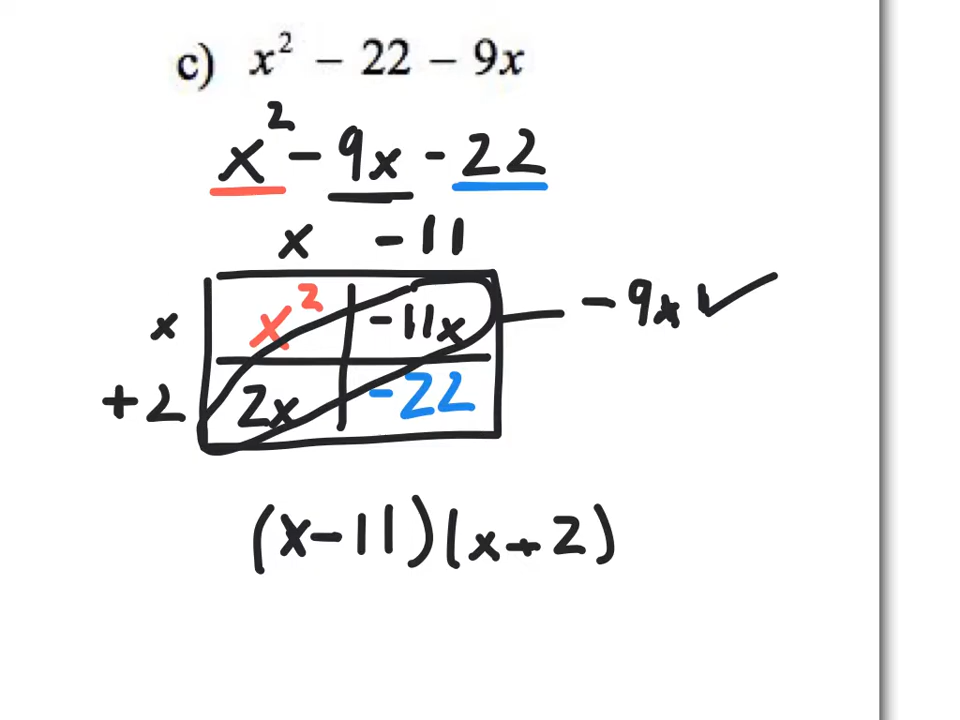 c) x² − 22 − 9x
x² − 9x − 22
x −11
x x² −11x − 9x ✓
+2 2x −22
(x−11)(x+2)